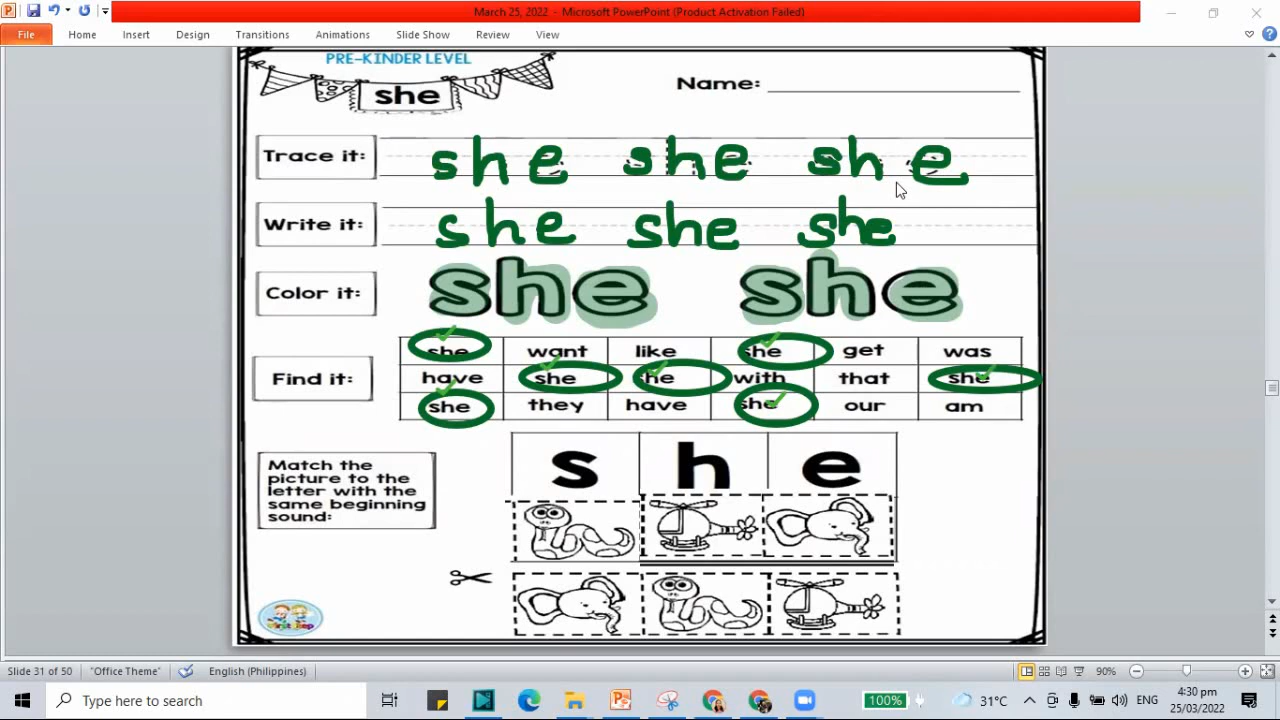 March 25, 2022 - Microsoft PowerPoint (Product Activation Failed)
File Home Insert Design Transitions Animations Slide Show Review View
PRE-KINDER LEVEL
she
Name:
Trace it: she she she
Write it: she she she
Color it: she she
Find it:
she want like she get was
have she she with that she
she they have she our am
s h e
Match the
picture to the
letter with the
same beginning
sound:
Slide 31 of 50 "Office Theme" English (Philippines) 90%
Type here to search 100% 31°C ENG 4:30 pm
25/03/2022